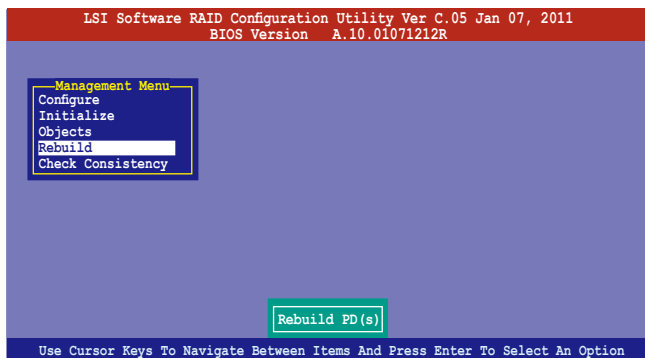 LSI Software RAID Configuration Utility Ver C.05 Jan 07, 2011
BIOS Version A.10.01071212R
Management Menu
Configure
Initialize
Objects
Rebuild
Check Consistency
Rebuild PD(s)
Use Cursor Keys To Navigate Between Items And Press Enter To Select An Option